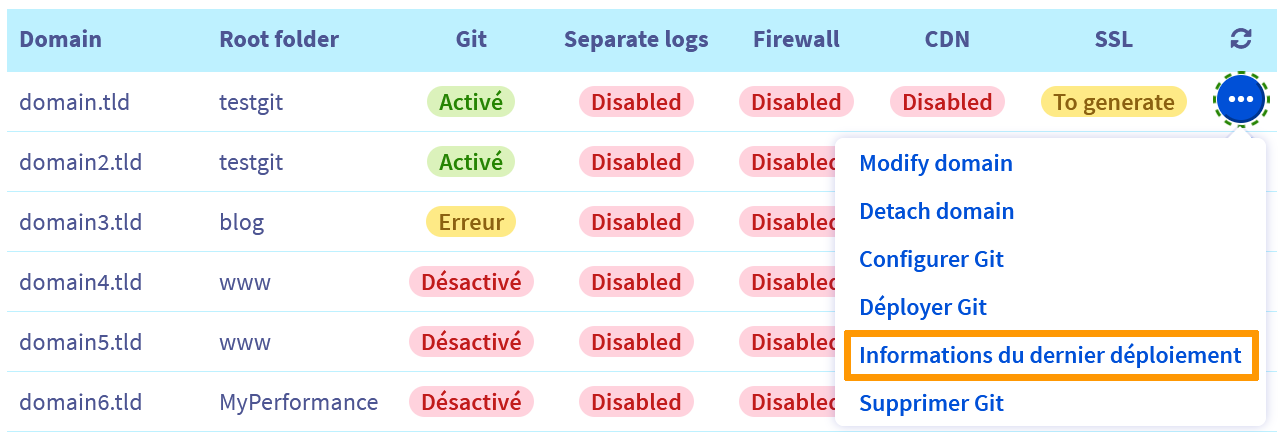 Domain Root folder Git Separate logs Firewall CDN SSL
domain.tld testgit Activé Disabled Disabled Disabled To generate
domain2.tld testgit Activé Disabled Disabled
domain3.tld blog Erreur Disabled Disabled
domain4.tld www Désactivé Disabled Disabled
domain5.tld www Désactivé Disabled Disabled
domain6.tld MyPerformance Désactivé Disabled Disabled
Modify domain
Detach domain
Configurer Git
Déployer Git
Informations du dernier déploiement
Supprimer Git